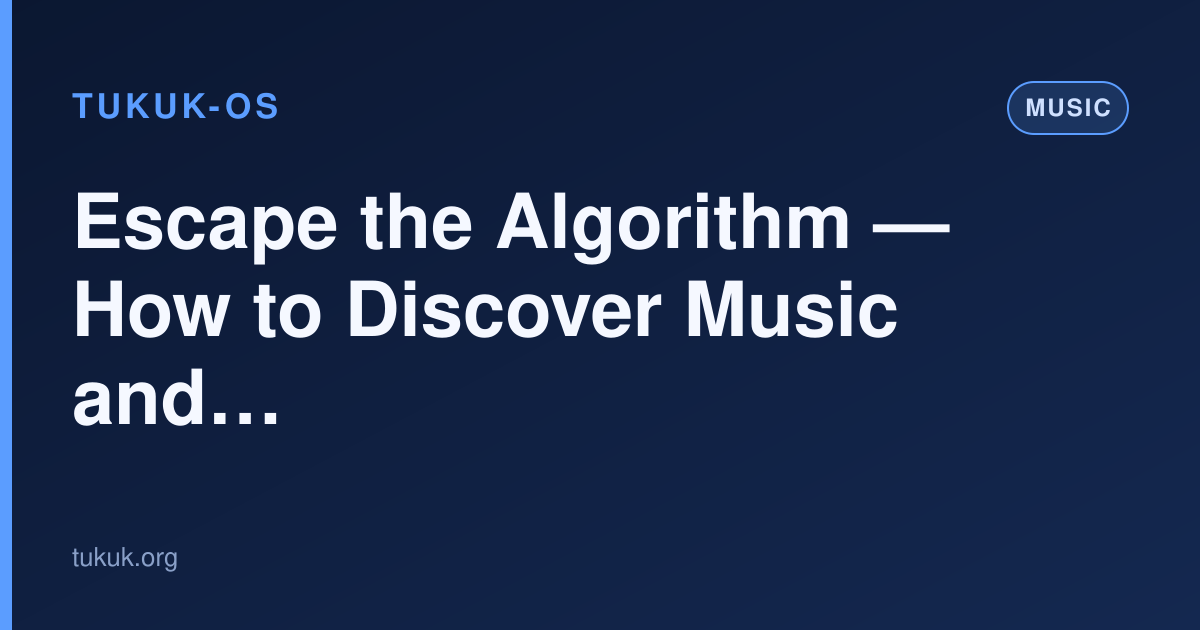 TUKUK-OS
MUSIC
Escape the Algorithm —
How to Discover Music
and…
tukuk.org